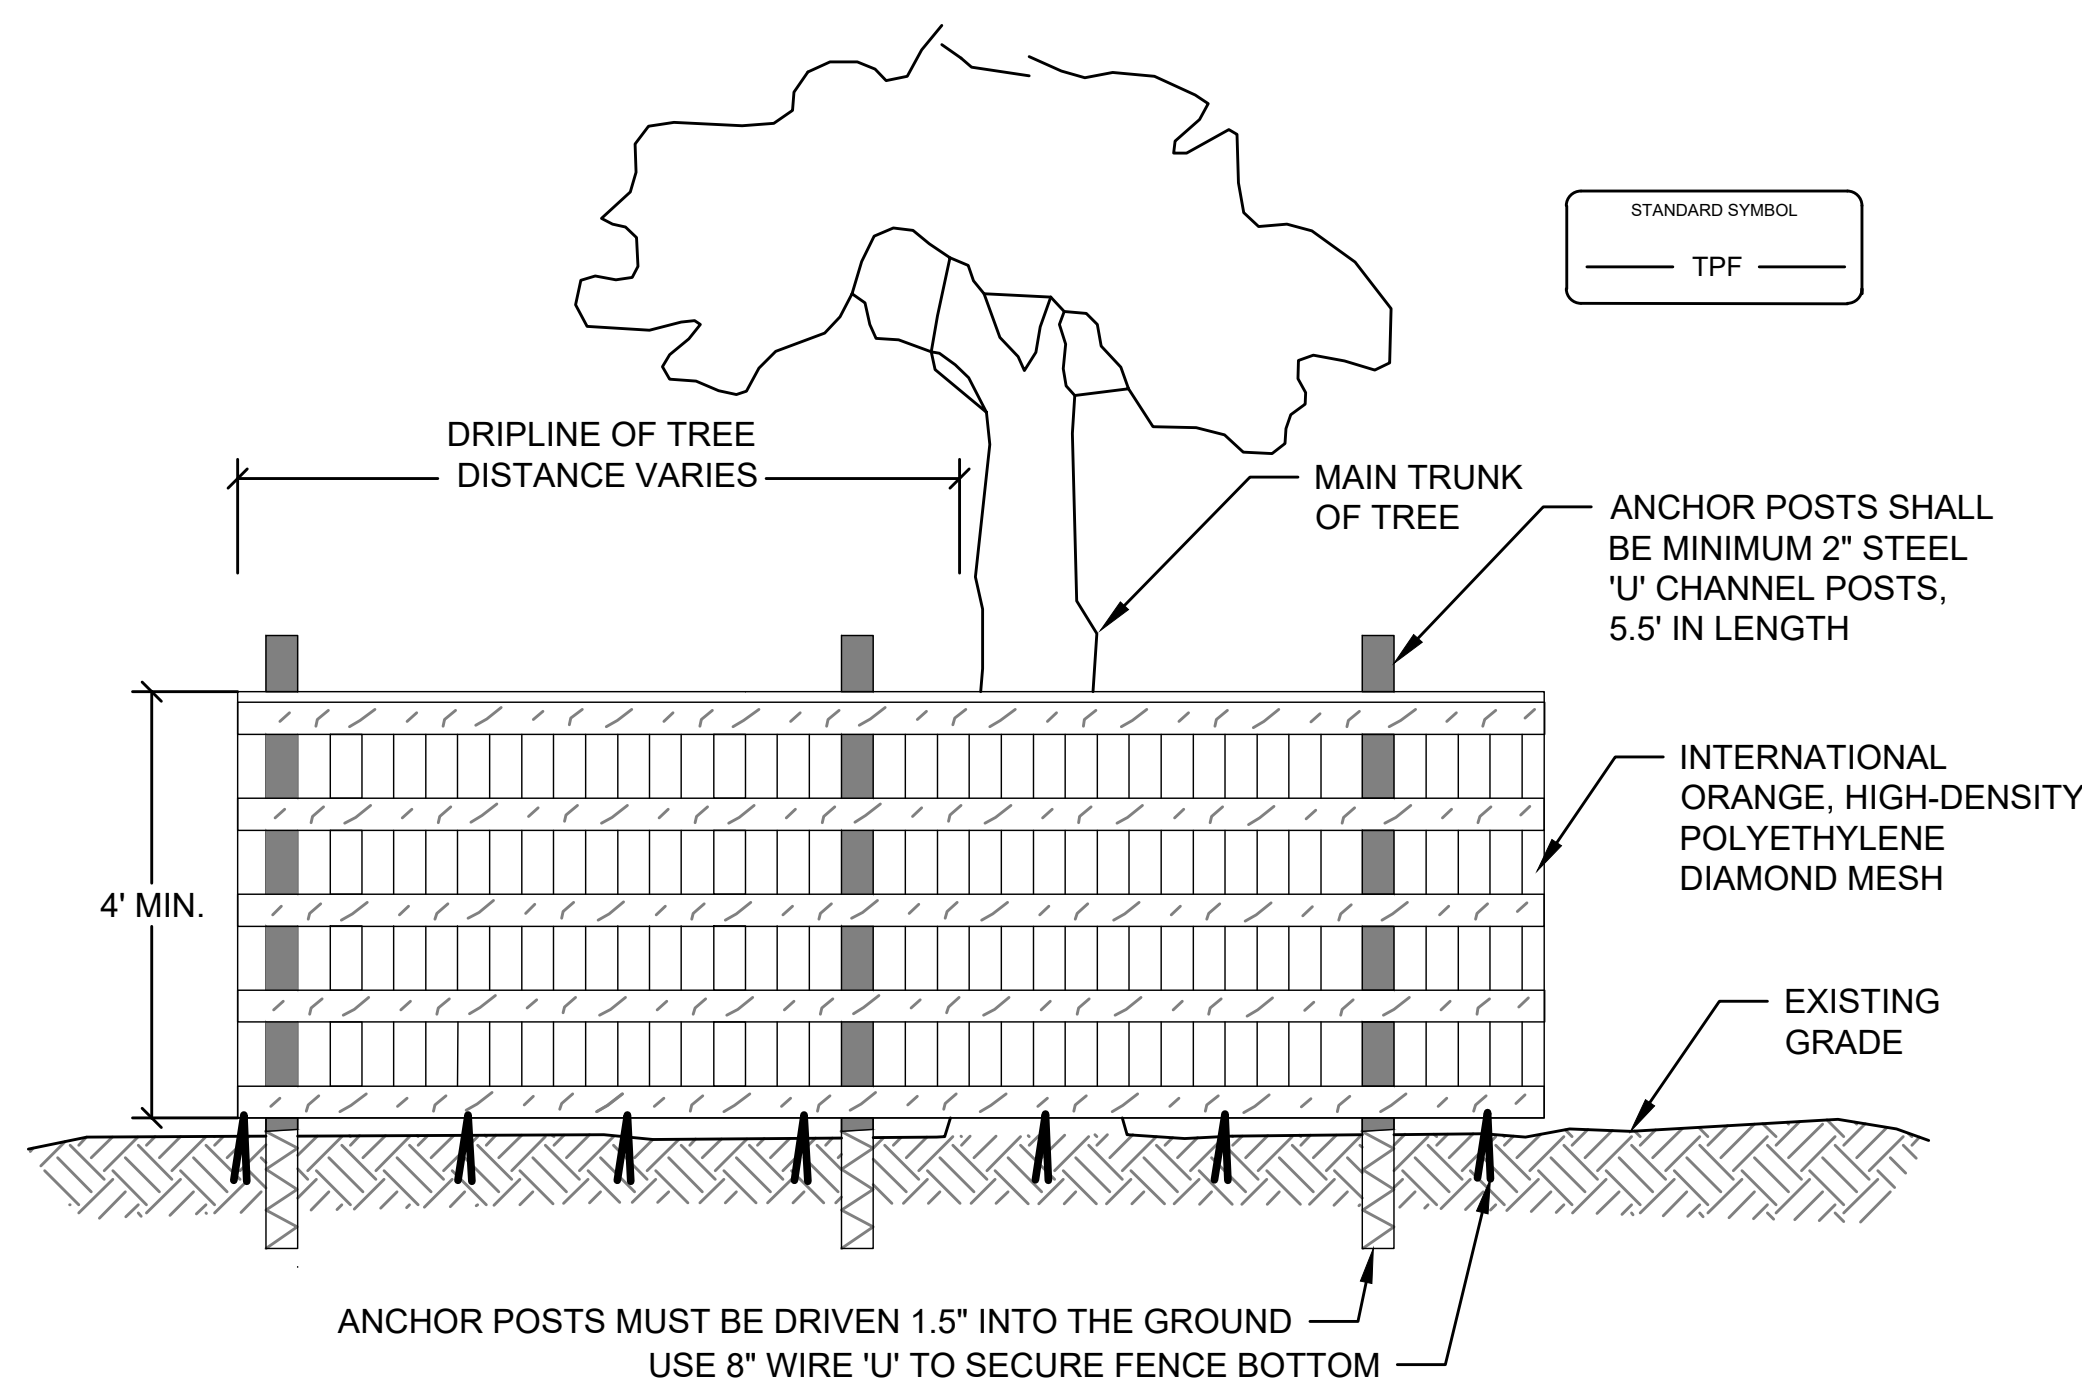 STANDARD SYMBOL
TPF
DRIPLINE OF TREE
DISTANCE VARIES
MAIN TRUNK
OF TREE
ANCHOR POSTS SHALL
BE MINIMUM 2" STEEL
'U' CHANNEL POSTS,
5.5' IN LENGTH
INTERNATIONAL
ORANGE, HIGH-DENSITY
POLYETHYLENE
DIAMOND MESH
4' MIN.
EXISTING
GRADE
ANCHOR POSTS MUST BE DRIVEN 1.5" INTO THE GROUND
USE 8" WIRE 'U' TO SECURE FENCE BOTTOM